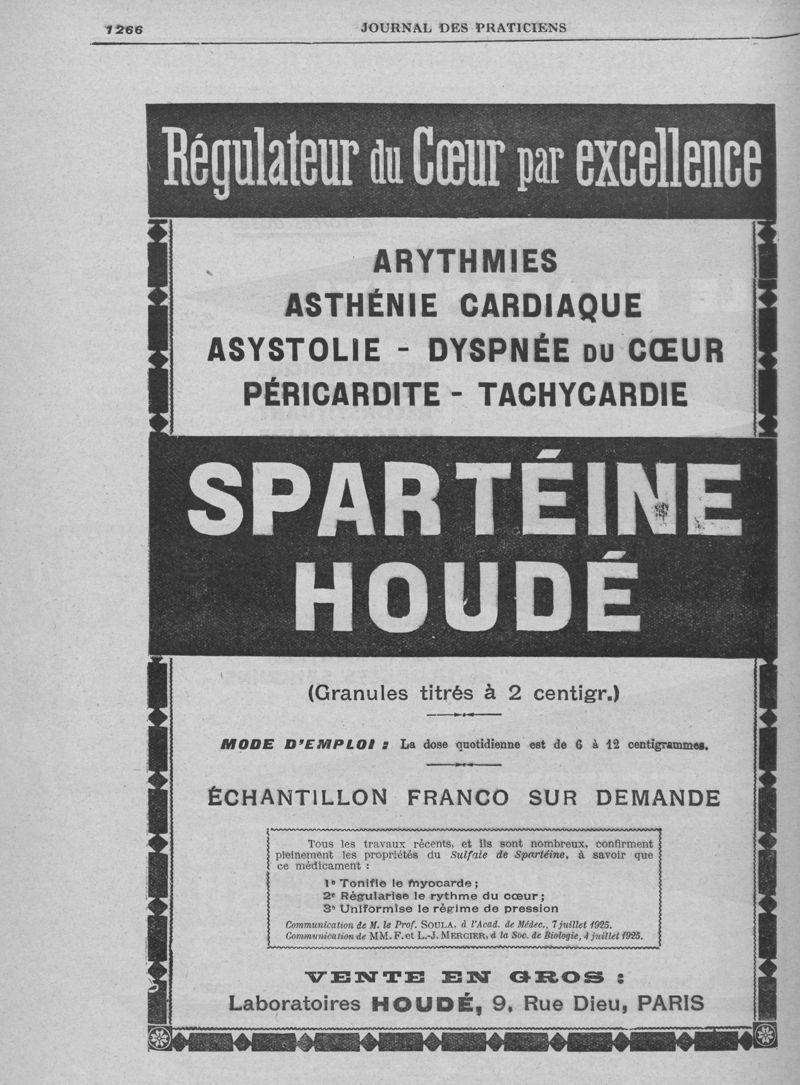 1266
JOURNAL DES PRATICIENS
Régulateur du Cœur par excellence
ARYTHMIES
ASTHÉNIE CARDIAQUE
ASYSTOLIE - DYSPNÉE DU CŒUR
PÉRICARDITE - TACHYCARDIE
SPARTÉINE
HOUDÉ
(Granules titrés à 2 centigr.)
MODE D'EMPLOI : La dose quotidienne est de 6 à 12 centigrammes.
ÉCHANTILLON FRANCO SUR DEMANDE
Tous les travaux récents, et ils sont nombreux, confirment
pleinement les propriétés du Sulfate de Spartéine, à savoir que
ce médicament :
1º Tonifie le myocarde ;
2º Régularise le rythme du cœur ;
3º Uniformise le régime de pression
Communication de M. le Prof. SOULA, à l'Acad. de Médec., 7 juillet 1925.
Communication de MM. F. et L.-J. MERCIER, à la Soc. de Biologie, 4 juillet 1925.
VENTE EN GROS :
Laboratoires HOUDÉ, 9, Rue Dieu, PARIS